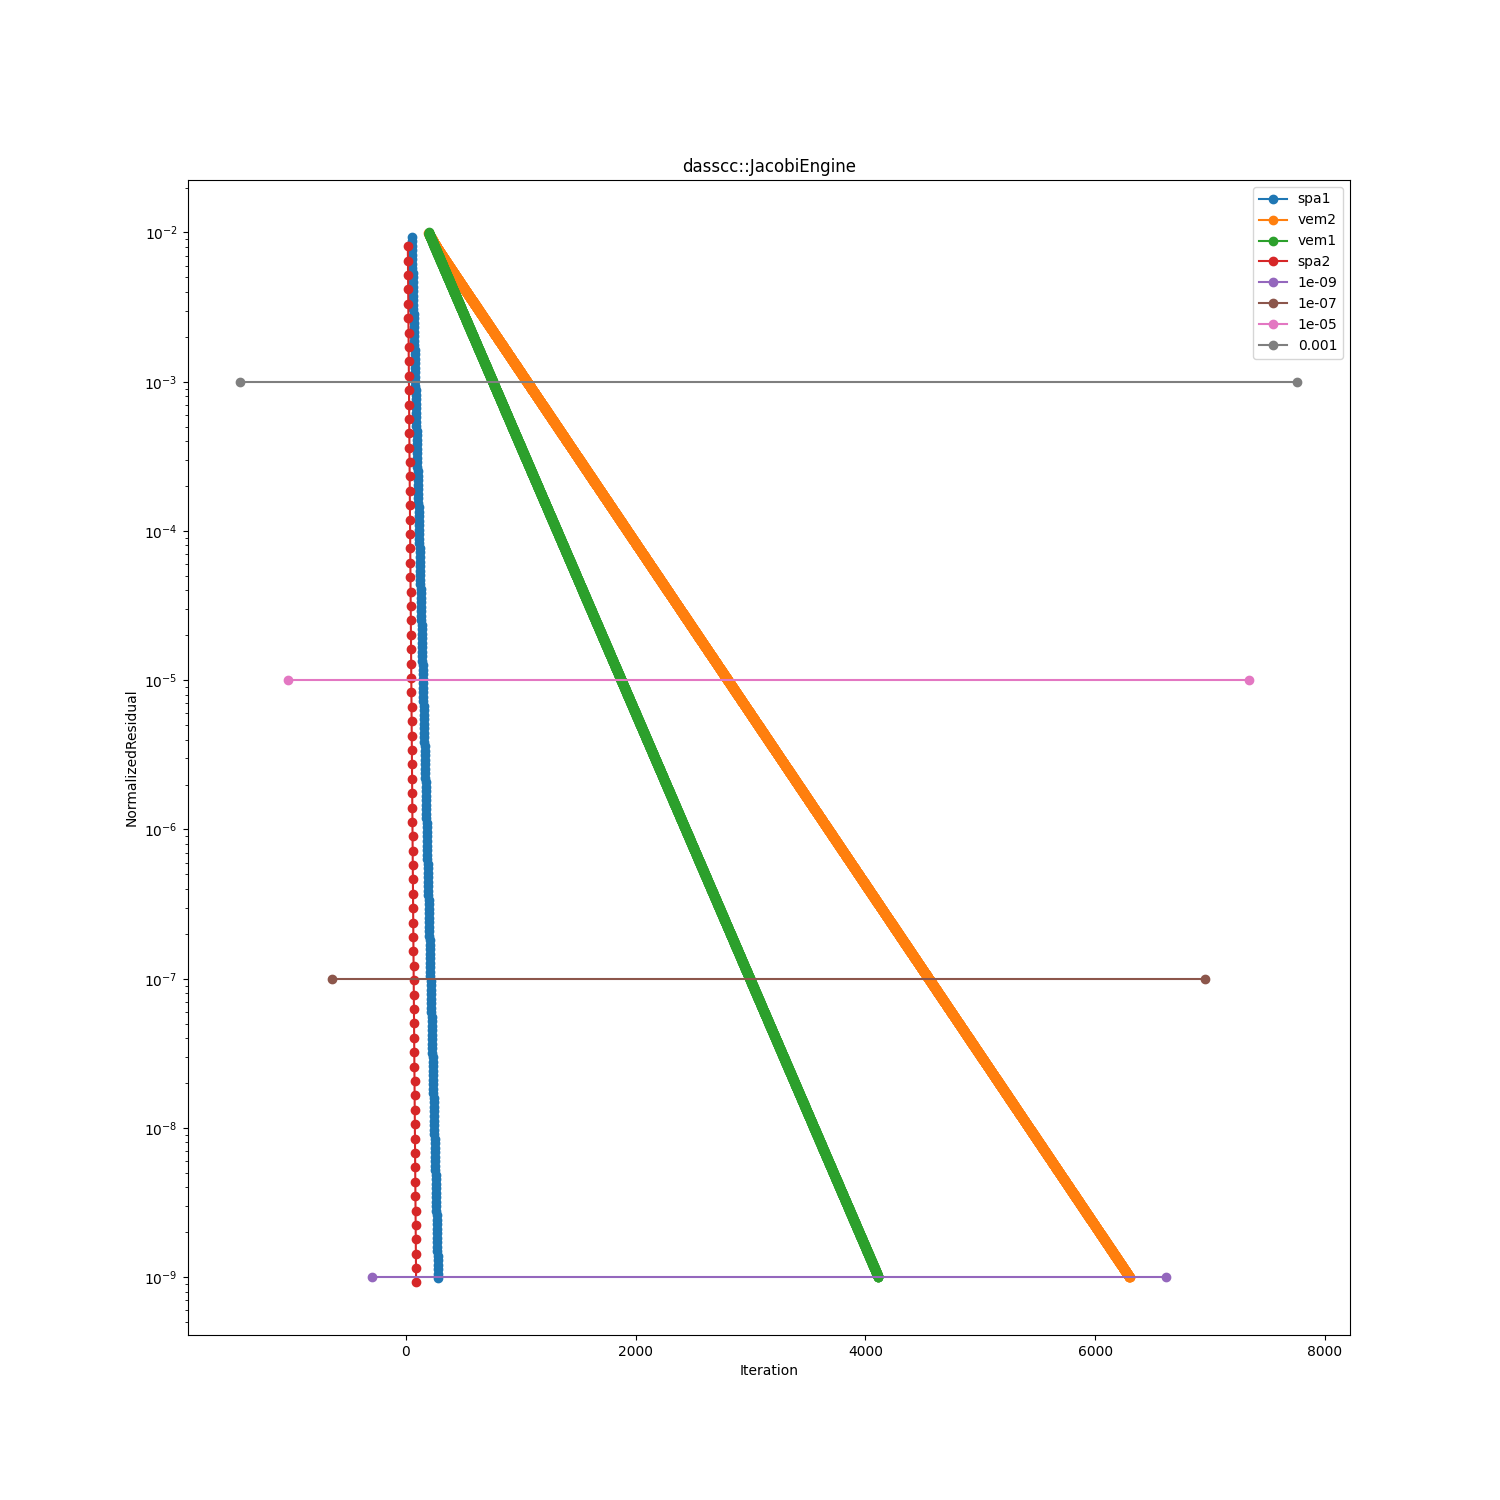 dasscc::JacobiEngine
spa1
vem2
vem1
spa2
1e-09
1e-07
1e-05
0.001
NormalizedResidual
10⁻²
10⁻³
10⁻⁴
10⁻⁵
10⁻⁶
10⁻⁷
10⁻⁸
10⁻⁹
0 2000 4000 6000 8000
Iteration